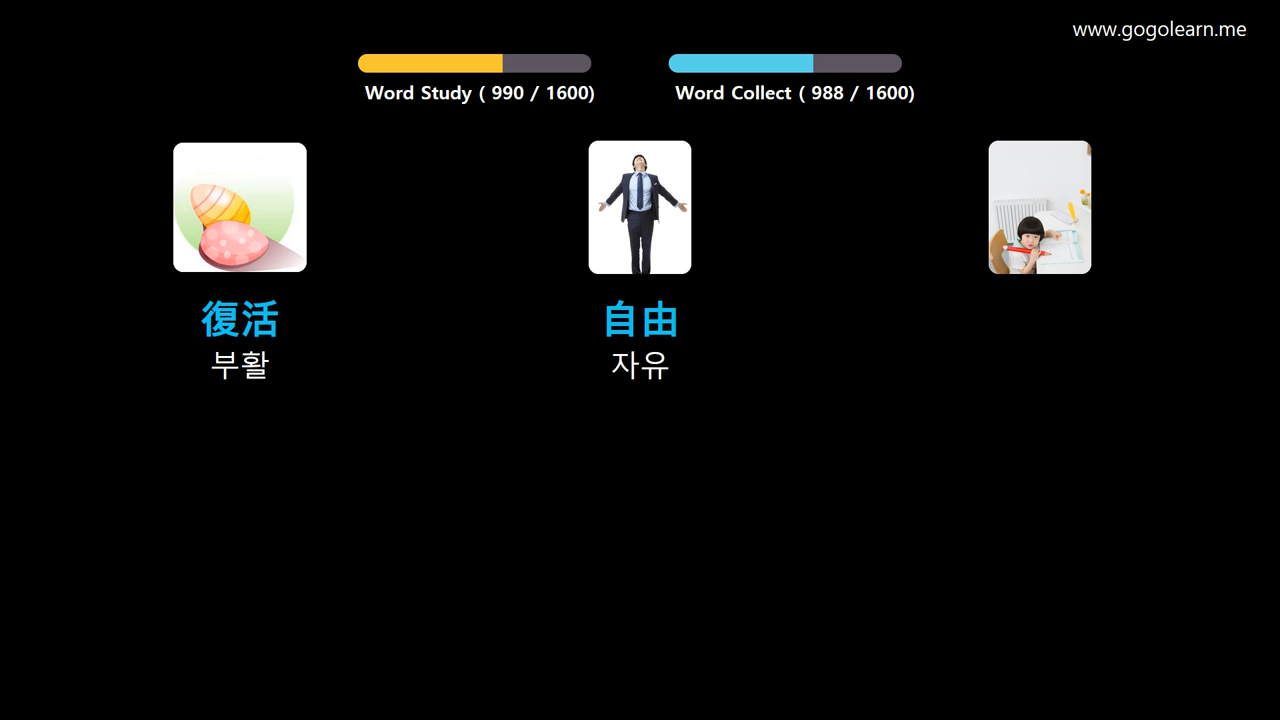 www.gogolearn.me
Word Study ( 990 / 1600)
Word Collect ( 988 / 1600)
復活
부활
自由
자유